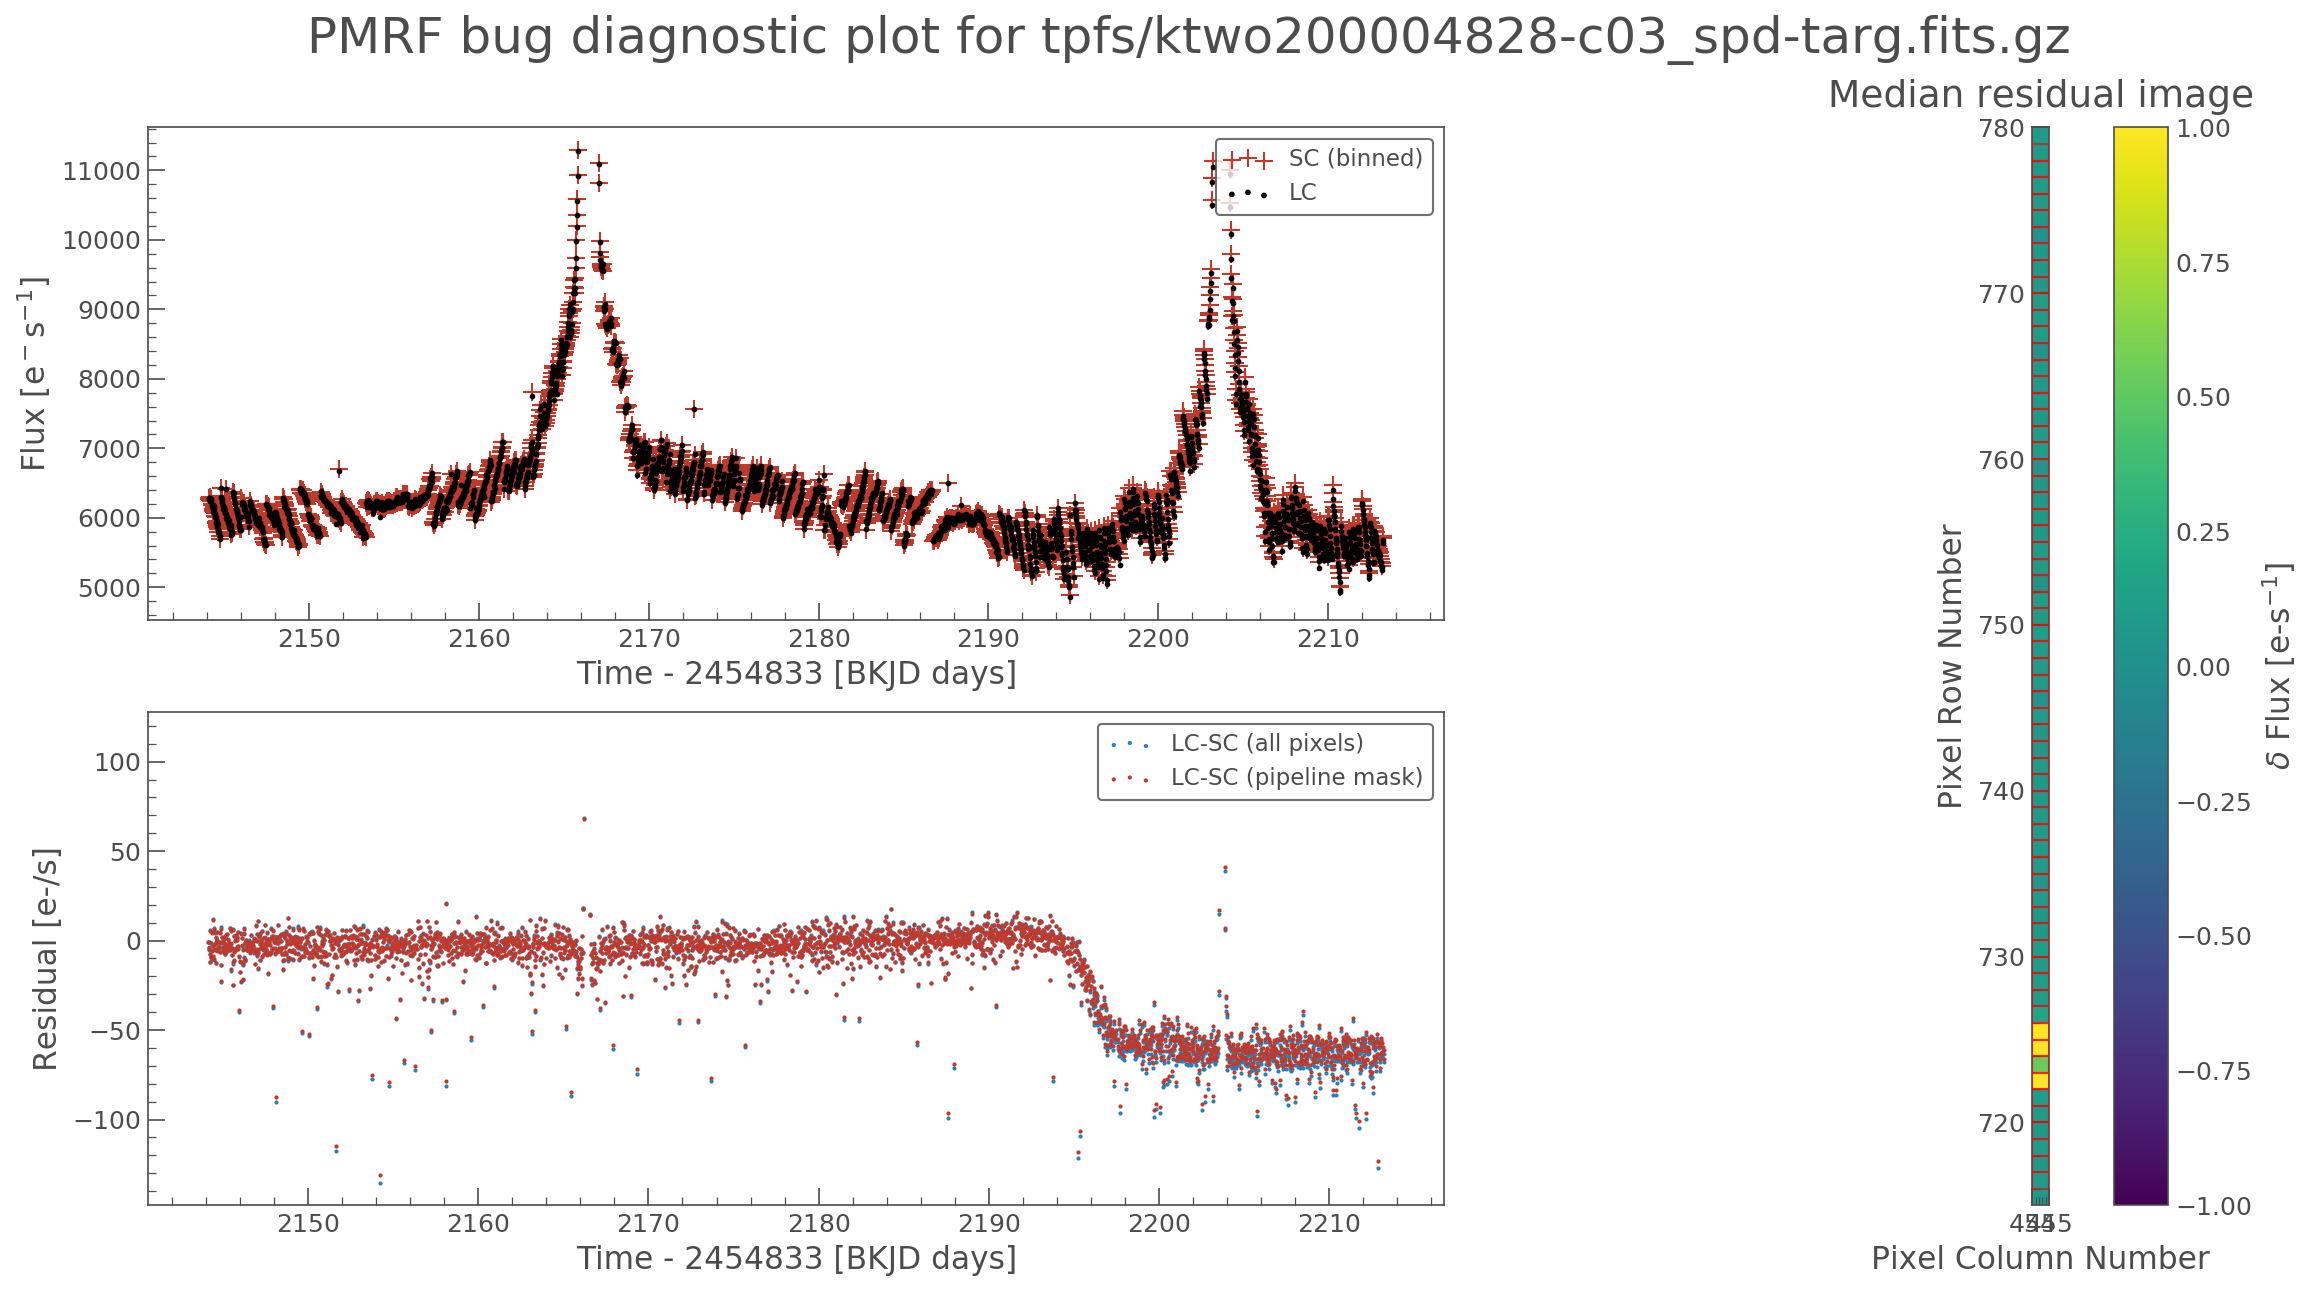 PMRF bug diagnostic plot for tpfs/ktwo200004828-c03_spd-targ.fits.gz
Flux [e⁻ s⁻¹]
11000
10000
9000
8000
7000
6000
5000
SC (binned)
LC
2150 2160 2170 2180 2190 2200 2210
Time - 2454833 [BKJD days]
Residual [e-/s]
100
50
0
−50
−100
LC-SC (all pixels)
LC-SC (pipeline mask)
2150 2160 2170 2180 2190 2200 2210
Time - 2454833 [BKJD days]
Median residual image
Pixel Row Number
780
770
760
750
740
730
720
Pixel Column Number
1.00
0.75
0.50
0.25
0.00
−0.25
−0.50
−0.75
−1.00
δ Flux [e-s⁻¹]